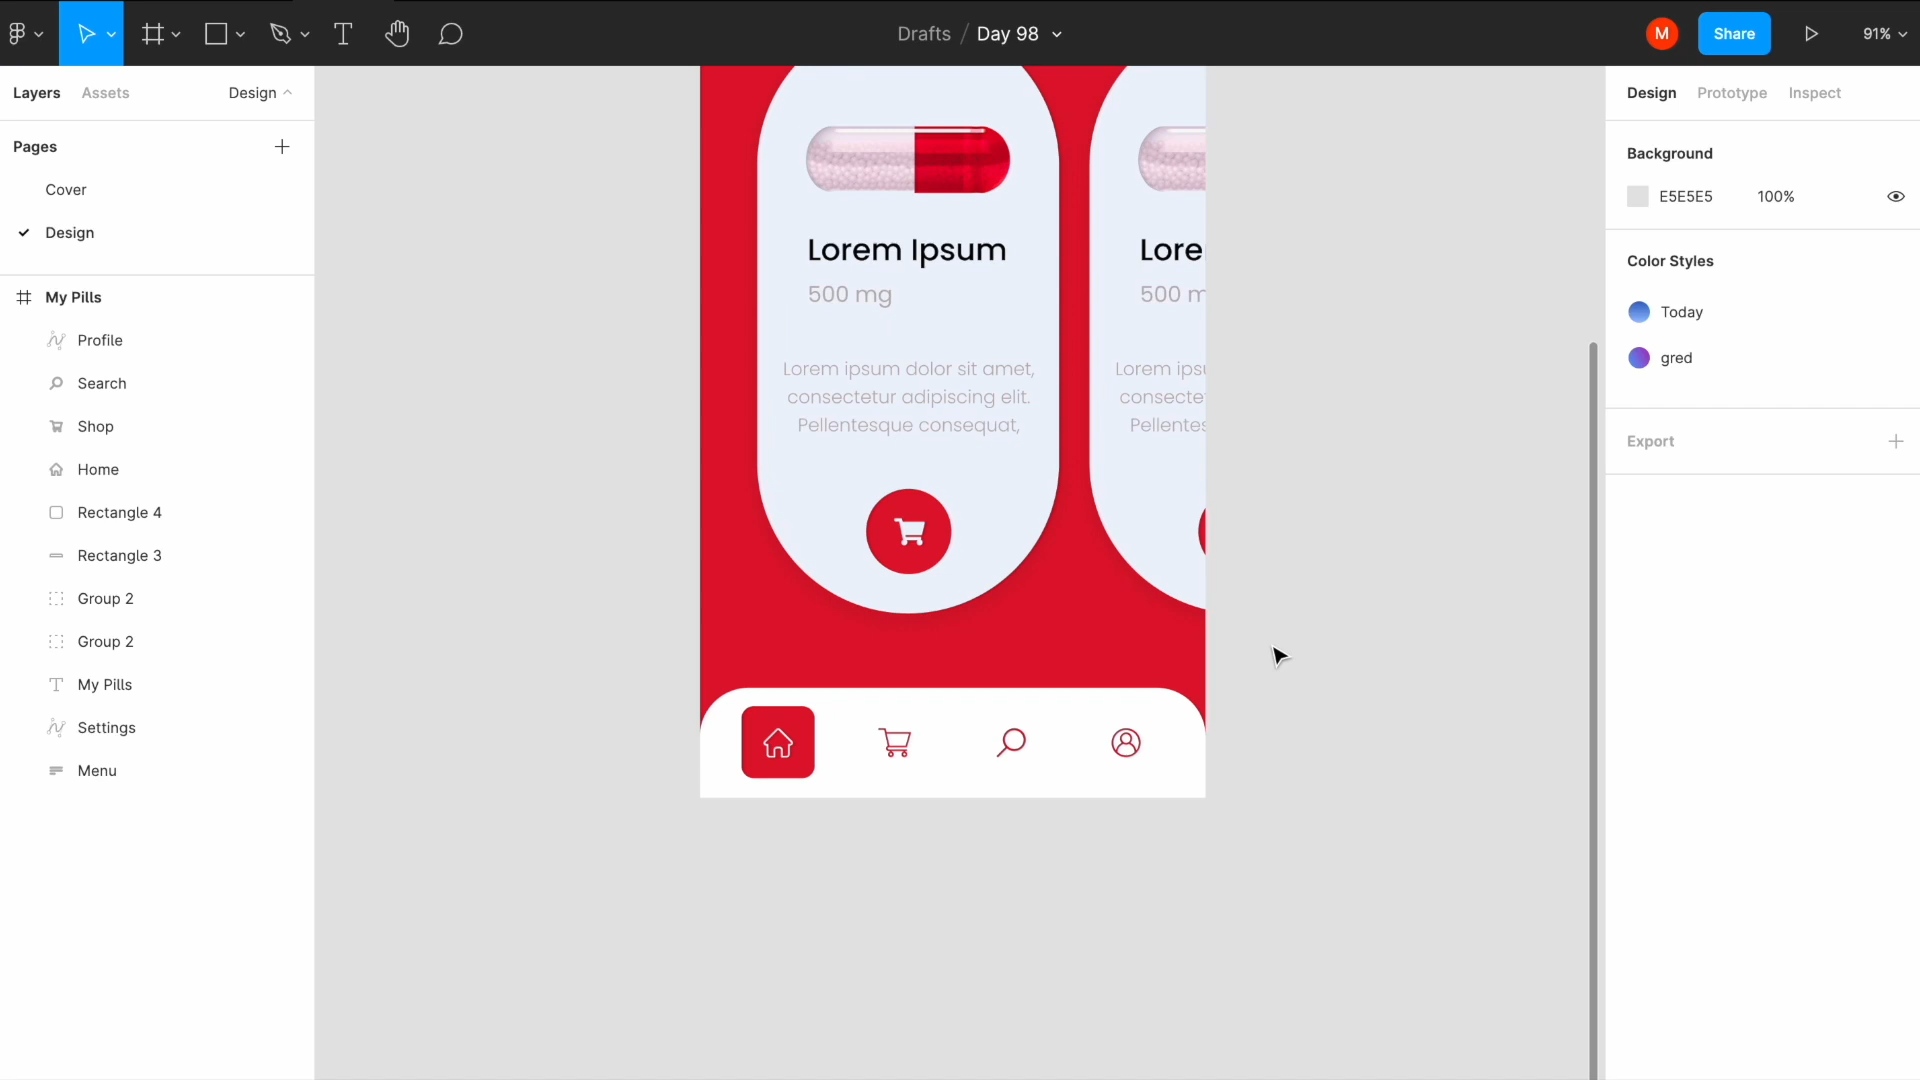 Drafts / Day 98
M
Share
91%
Layers
Assets
Design
Pages
Cover
Design
My Pills
Profile
Search
Shop
Home
Rectangle 4
Rectangle 3
Group 2
Group 2
My Pills
Settings
Menu
Lorem Ipsum
500 mg
Lorem ipsum dolor sit amet,
consectetur adipiscing elit.
Pellentesque consequat,
Lore
500 m
Lorem ips
consecte
Pellentes
Design
Prototype
Inspect
Background
E5E5E5
100%
Color Styles
Today
gred
Export